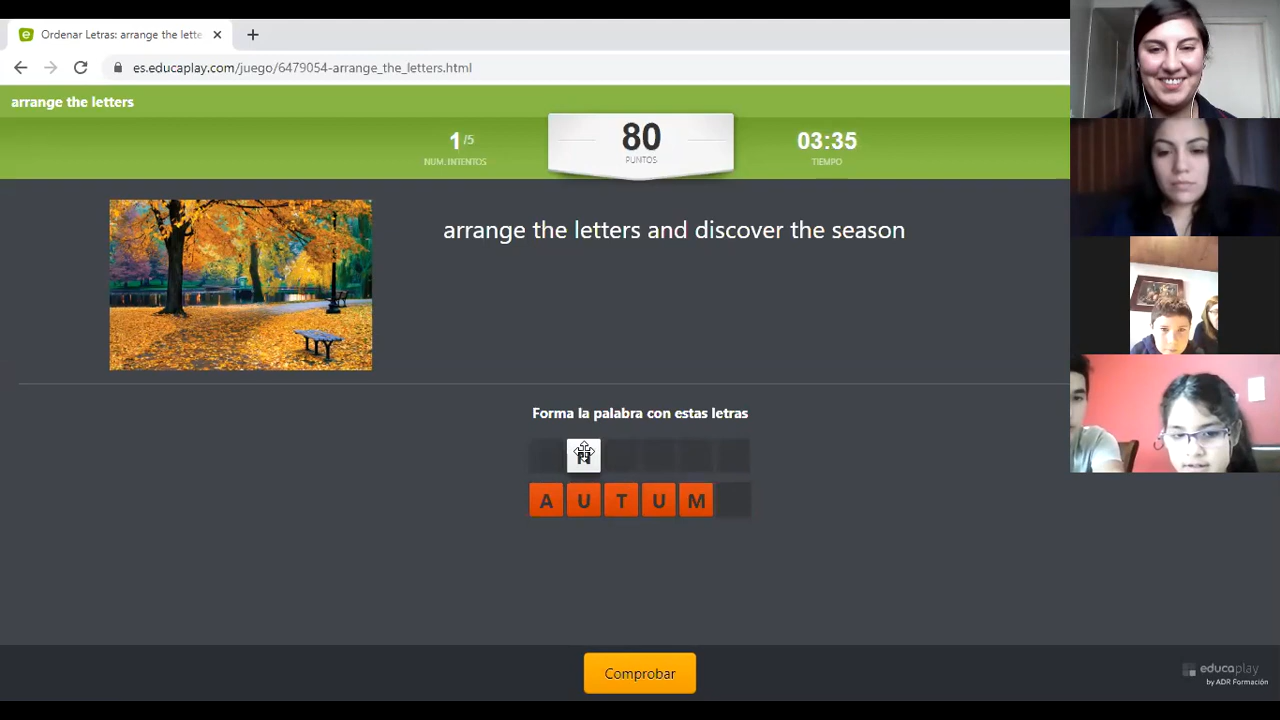 Ordenar Letras: arrange the lette
es.educaplay.com/juego/6479054-arrange_the_letters.html
arrange the letters
1/5
NUM. INTENTOS
80
PUNTOS
03:35
TIEMPO
arrange the letters and discover the season
Forma la palabra con estas letras
N
A U T U M
Comprobar
educaplay
by ADR Formación